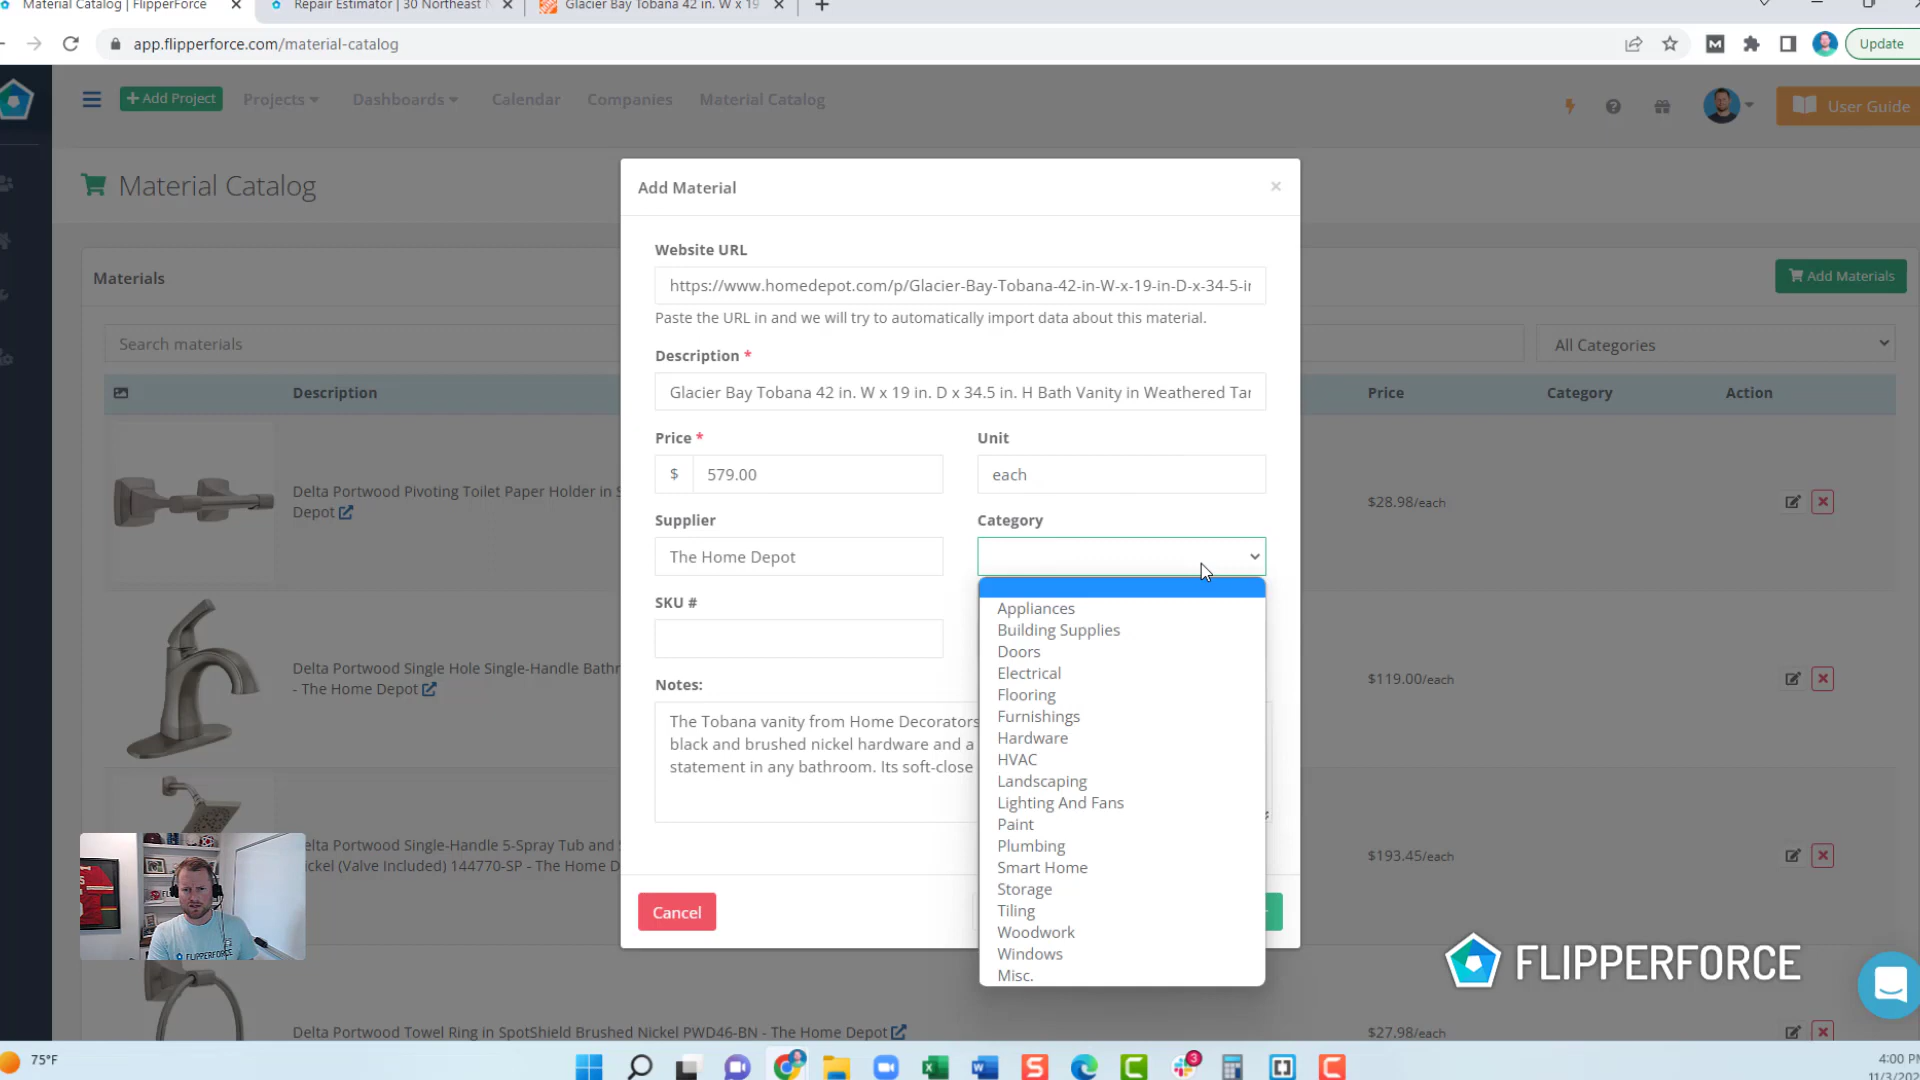 Material Catalog | FlipperForce
Repair Estimator | 30 Northeast N
Glacier Bay Tobana 42 in. W x 19
app.flipperforce.com/material-catalog
Update
Add Project
Projects
Dashboards
Calendar
Companies
Material Catalog
User Guide
Material Catalog
Materials
Add Materials
Search materials
All Categories
Description
Price
Category
Action
Delta Portwood Pivoting Toilet Paper Holder in S
Depot
$28.98/each
Delta Portwood Single Hole Single-Handle Bathr
- The Home Depot
$119.00/each
Delta Portwood Single-Handle 5-Spray Tub and S
ickel (Valve Included) 144770-SP - The Home D
$193.45/each
Delta Portwood Towel Ring in SpotShield Brushed Nickel PWD46-BN - The Home Depot
$27.98/each
Add Material
×
Website URL
https://www.homedepot.com/p/Glacier-Bay-Tobana-42-in-W-x-19-in-D-x-34-5-ir
Paste the URL in and we will try to automatically import data about this material.
Description *
Glacier Bay Tobana 42 in. W x 19 in. D x 34.5 in. H Bath Vanity in Weathered Tan
Price *
Unit
$ 579.00
each
Supplier
Category
The Home Depot
SKU #
Notes:
The Tobana vanity from Home Decorators
black and brushed nickel hardware and a
statement in any bathroom. Its soft-close
Appliances
Building Supplies
Doors
Electrical
Flooring
Furnishings
Hardware
HVAC
Landscaping
Lighting And Fans
Paint
Plumbing
Smart Home
Storage
Tiling
Woodwork
Windows
Misc.
Cancel
FLIPPERFORCE
FLIPPERFORCE
75°F
3
4:00 PM
11/3/202